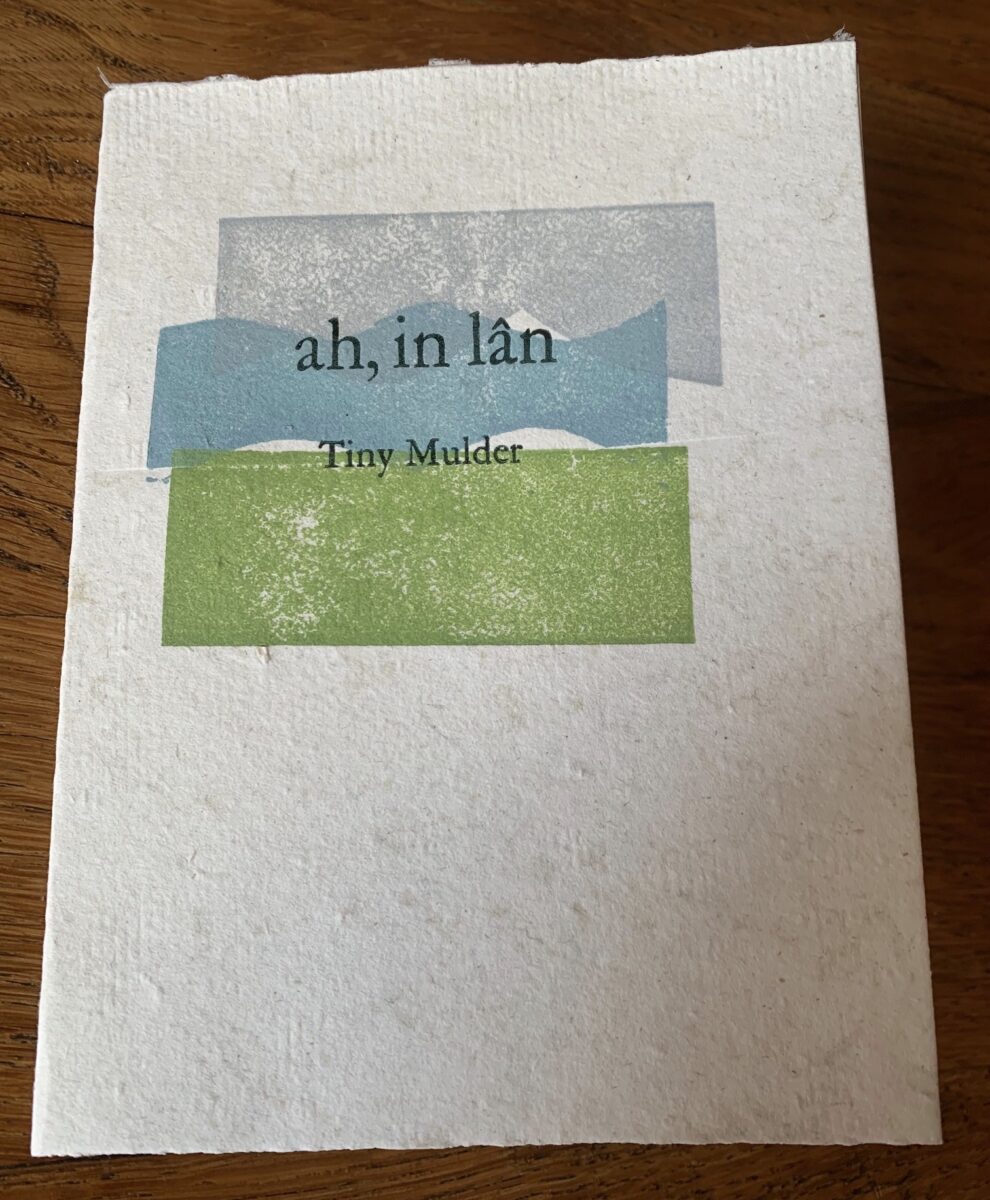 ah, in lân
Tiny Mulder